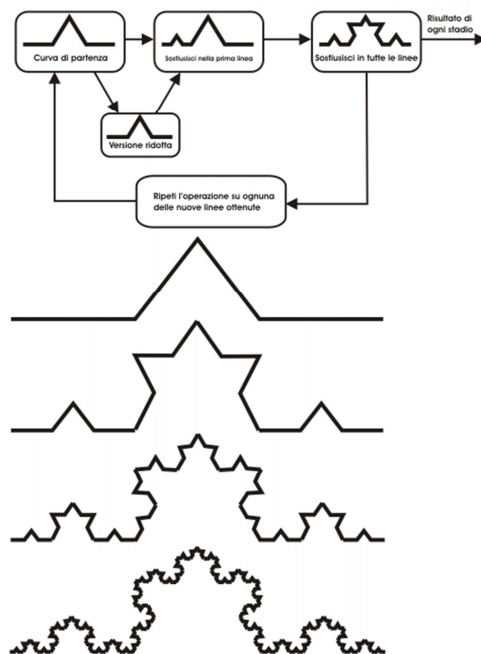 Curva di partenza
Sostiusisci nella prima linea
Sostiusisci in tutte le linee
Risultato di
ogni stadio
Versione ridotta
Ripeti l'operazione su ognuna
delle nuove linee ottenute